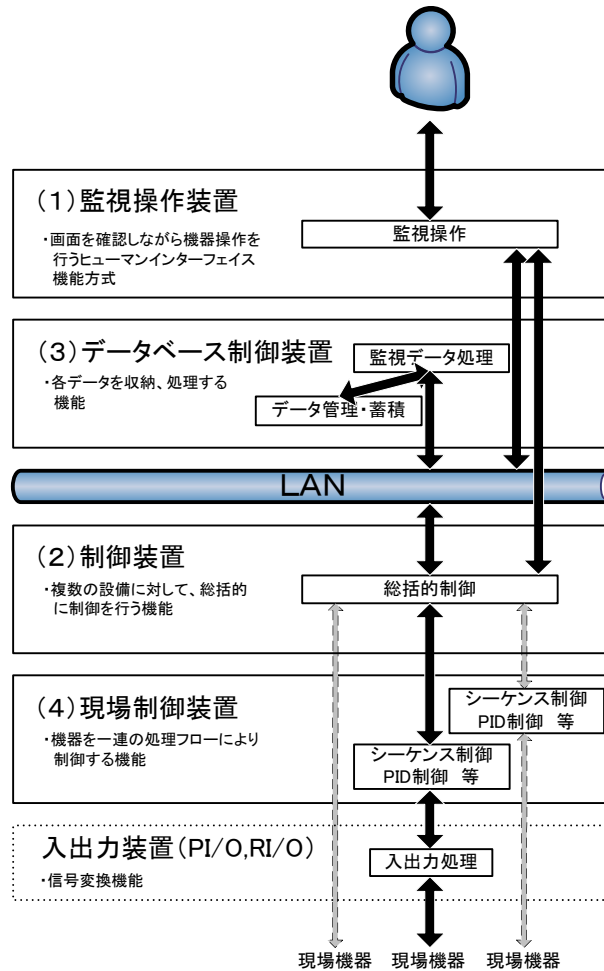 (1)監視操作装置
・画面を確認しながら機器操作を
行うヒューマンインターフェイス
機能方式
監視操作
(3)データベース制御装置
・各データを収納、処理する
機能
監視データ処理
データ管理・蓄積
LAN
(2)制御装置
・複数の設備に対して、総括的
に制御を行う機能
総括的制御
(4)現場制御装置
・機器を一連の処理フローにより
制御する機能
シーケンス制御
PID制御 等
シーケンス制御
PID制御 等
入出力装置(PI/O,RI/O)
・信号変換機能
入出力処理
現場機器 現場機器 現場機器